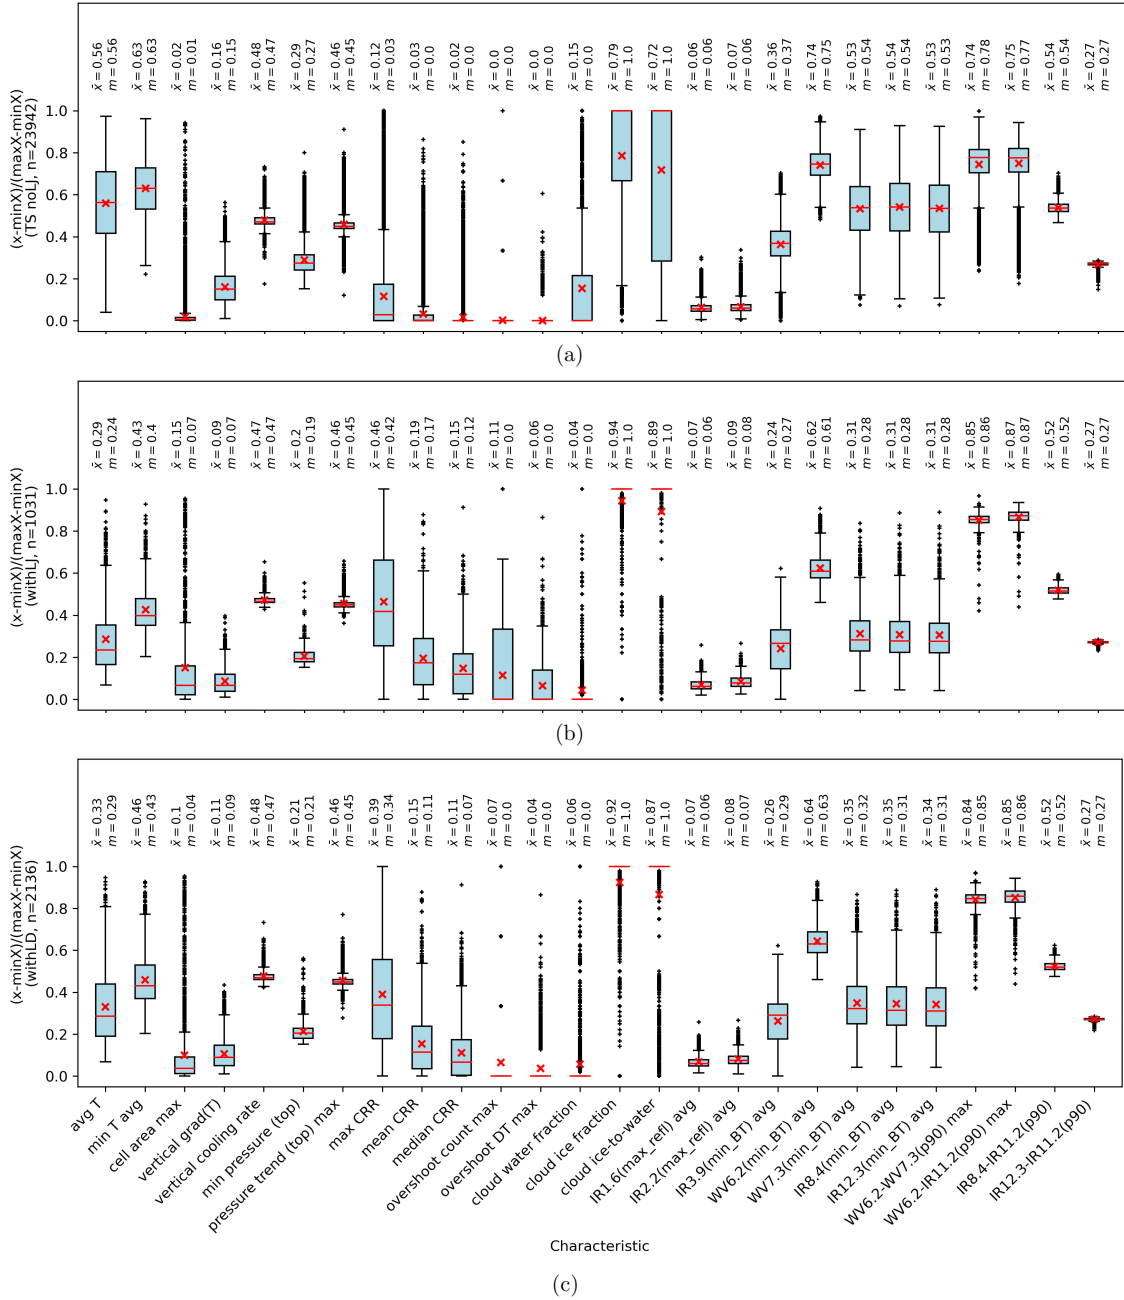 (x-minX)/(maxX-minX)
(TS noLJ, n=23942)
x̄ = 0.56
m = 0.56
x̄ = 0.63
m = 0.63
x̄ = 0.02
m = 0.01
x̄ = 0.16
m = 0.15
x̄ = 0.48
m = 0.47
x̄ = 0.29
m = 0.27
x̄ = 0.46
m = 0.45
x̄ = 0.12
m = 0.03
x̄ = 0.03
m = 0.0
x̄ = 0.02
m = 0.0
x̄ = 0.0
m = 0.0
x̄ = 0.0
m = 0.0
x̄ = 0.15
m = 0.0
x̄ = 0.79
m = 1.0
x̄ = 0.72
m = 1.0
x̄ = 0.06
m = 0.06
x̄ = 0.07
m = 0.06
x̄ = 0.36
m = 0.37
x̄ = 0.74
m = 0.75
x̄ = 0.53
m = 0.54
x̄ = 0.54
m = 0.54
x̄ = 0.53
m = 0.53
x̄ = 0.74
m = 0.78
x̄ = 0.75
m = 0.77
x̄ = 0.54
m = 0.54
x̄ = 0.27
m = 0.27
1.0
0.8
0.6
0.4
0.2
0.0
(a)
(x-minX)/(maxX-minX)
(withLJ, n=1031)
x̄ = 0.29
m = 0.24
x̄ = 0.43
m = 0.4
x̄ = 0.15
m = 0.07
x̄ = 0.09
m = 0.07
x̄ = 0.47
m = 0.47
x̄ = 0.2
m = 0.19
x̄ = 0.46
m = 0.45
x̄ = 0.46
m = 0.42
x̄ = 0.19
m = 0.17
x̄ = 0.15
m = 0.12
x̄ = 0.11
m = 0.0
x̄ = 0.06
m = 0.0
x̄ = 0.04
m = 0.0
x̄ = 0.94
m = 1.0
x̄ = 0.89
m = 1.0
x̄ = 0.07
m = 0.06
x̄ = 0.09
m = 0.08
x̄ = 0.24
m = 0.27
x̄ = 0.62
m = 0.61
x̄ = 0.31
m = 0.28
x̄ = 0.31
m = 0.28
x̄ = 0.31
m = 0.28
x̄ = 0.85
m = 0.86
x̄ = 0.87
m = 0.87
x̄ = 0.52
m = 0.52
x̄ = 0.27
m = 0.27
1.0
0.8
0.6
0.4
0.2
0.0
(b)
(x-minX)/(maxX-minX)
(withLD, n=2136)
x̄ = 0.33
m = 0.29
x̄ = 0.46
m = 0.43
x̄ = 0.1
m = 0.04
x̄ = 0.11
m = 0.09
x̄ = 0.48
m = 0.47
x̄ = 0.21
m = 0.21
x̄ = 0.46
m = 0.45
x̄ = 0.39
m = 0.34
x̄ = 0.15
m = 0.11
x̄ = 0.11
m = 0.07
x̄ = 0.07
m = 0.0
x̄ = 0.04
m = 0.0
x̄ = 0.06
m = 0.0
x̄ = 0.92
m = 1.0
x̄ = 0.87
m = 1.0
x̄ = 0.07
m = 0.06
x̄ = 0.08
m = 0.07
x̄ = 0.26
m = 0.29
x̄ = 0.64
m = 0.63
x̄ = 0.35
m = 0.32
x̄ = 0.35
m = 0.31
x̄ = 0.34
m = 0.31
x̄ = 0.84
m = 0.85
x̄ = 0.85
m = 0.86
x̄ = 0.52
m = 0.52
x̄ = 0.27
m = 0.27
1.0
0.8
0.6
0.4
0.2
0.0
avg T
min T avg
cell area max
vertical grad(T)
vertical cooling rate
min pressure (top)
pressure trend (top) max
max CRR
mean CRR
median CRR
overshoot count max
overshoot DT max
cloud water fraction
cloud ice fraction
cloud ice-to-water
IR1.6(max_refl) avg
IR2.2(max_refl) avg
IR3.9(min_BT) avg
WV6.2(min_BT) avg
WV7.3(min_BT) avg
IR8.4(min_BT) avg
IR12.3(min_BT) avg
WV6.2-WV7.3(p90) max
WV6.2-IR11.2(p90) max
IR8.4-IR11.2(p90)
IR12.3-IR11.2(p90)
Characteristic
(c)